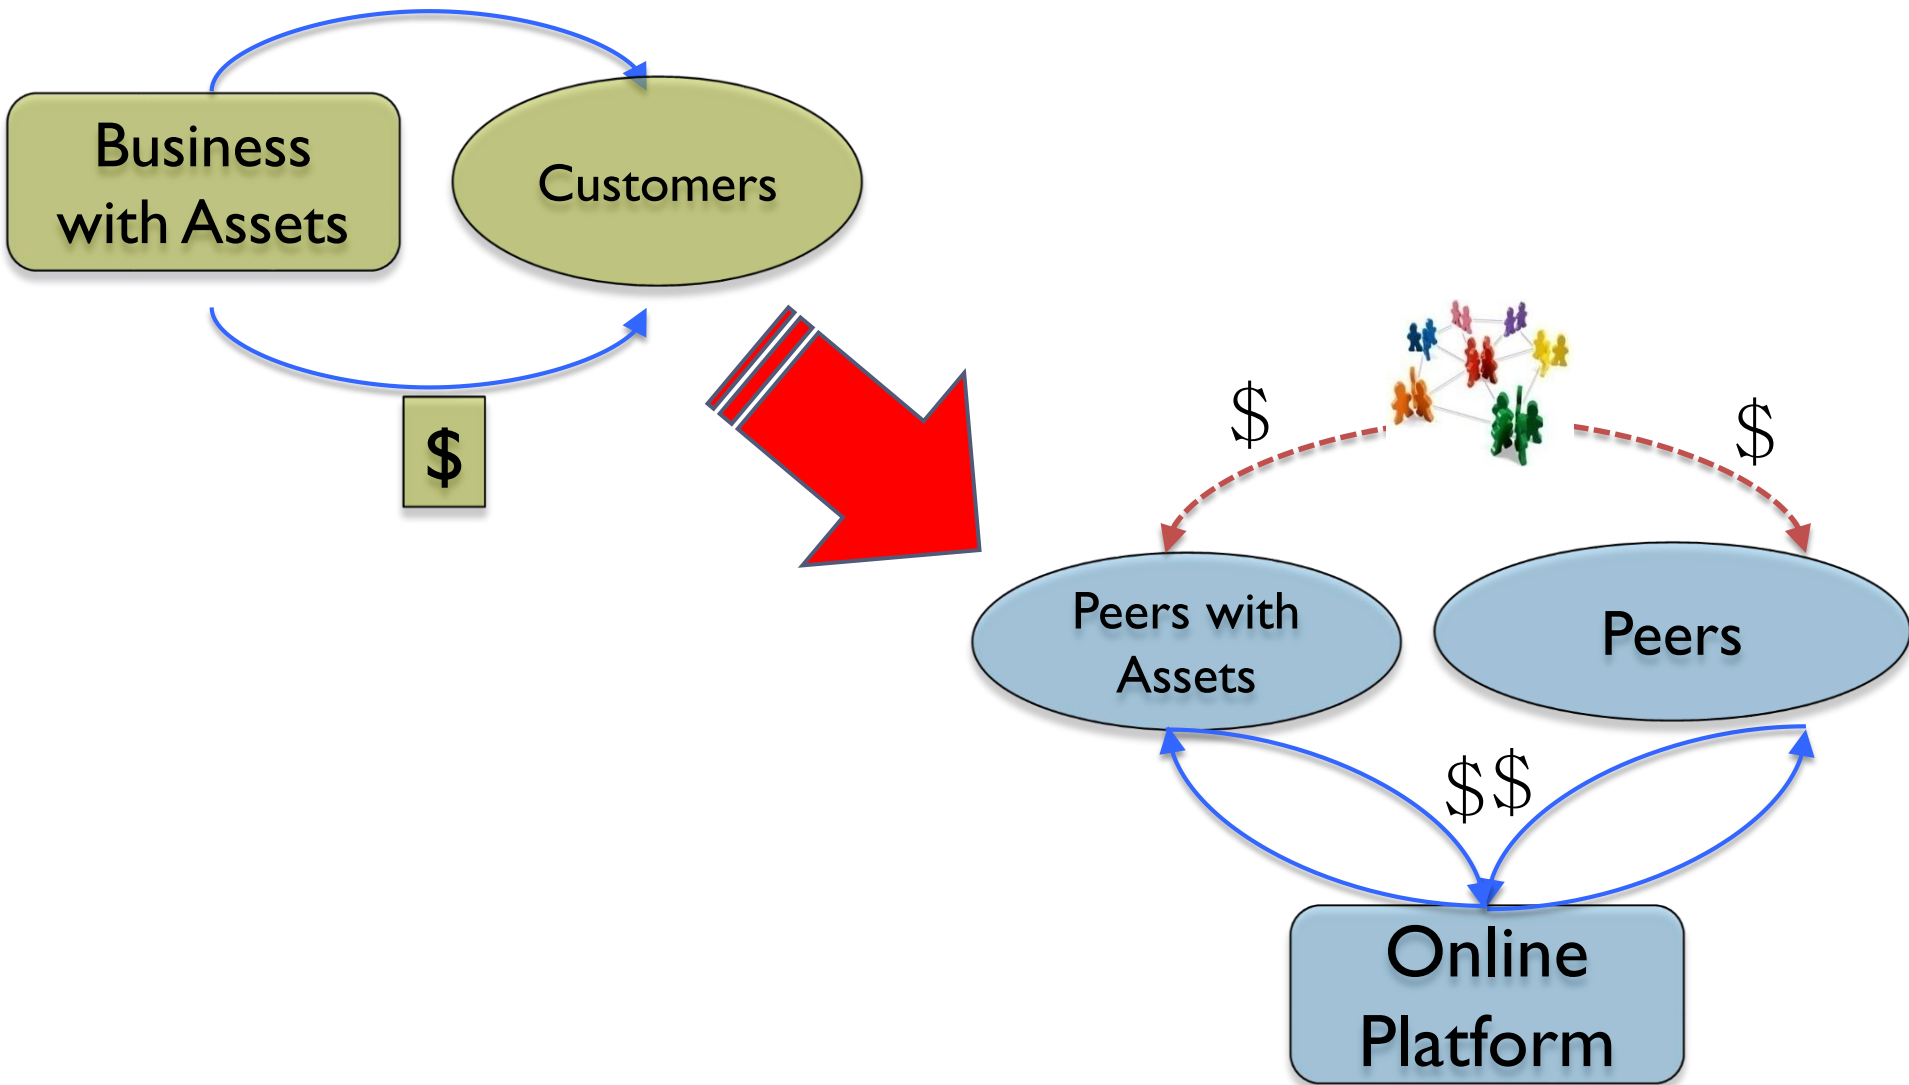 Business
with Assets
Customers
$
$
$
Peers with
Assets
Peers
$$
Online
Platform